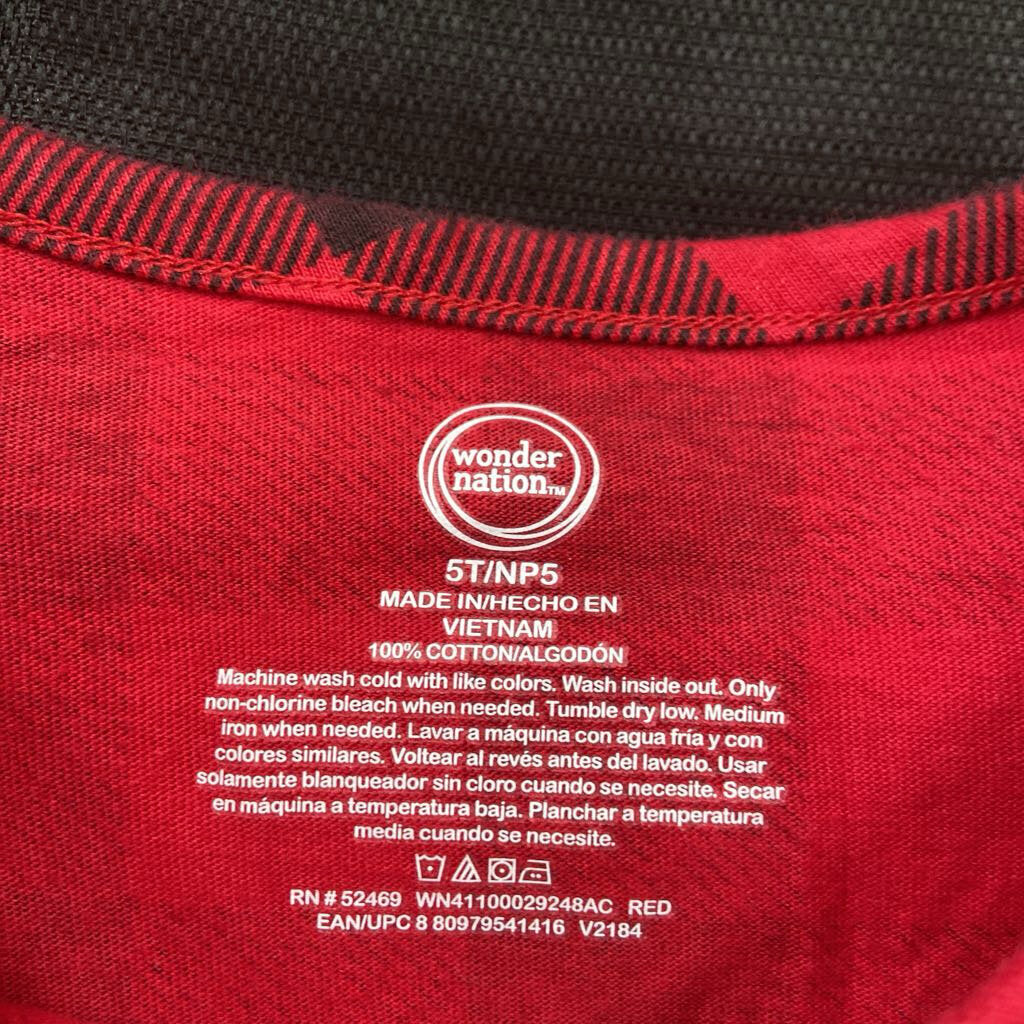 wonder
nation™
5T/NP5
MADE IN/HECHO EN
VIETNAM
100% COTTON/ALGODÓN
Machine wash cold with like colors. Wash inside out. Only
non-chlorine bleach when needed. Tumble dry low. Medium
iron when needed. Lavar a máquina con agua fría y con
colores similares. Voltear al revés antes del lavado. Usar
solamente blanqueador sin cloro cuando se necesite. Secar
en máquina a temperatura baja. Planchar a temperatura
media cuando se necesite.
RN # 52469 WN41100029248AC RED
EAN/UPC 8 80979541416 V2184